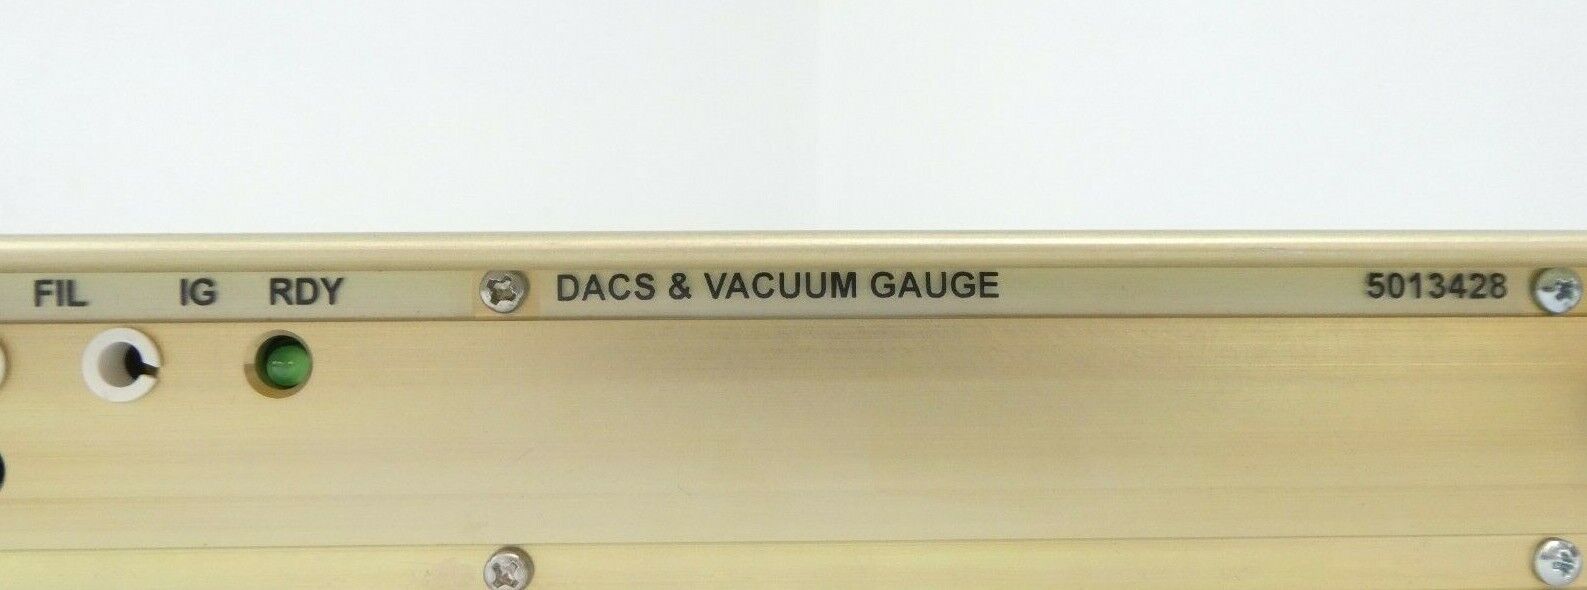 FIL IG RDY DACS & VACUUM GAUGE 5013428